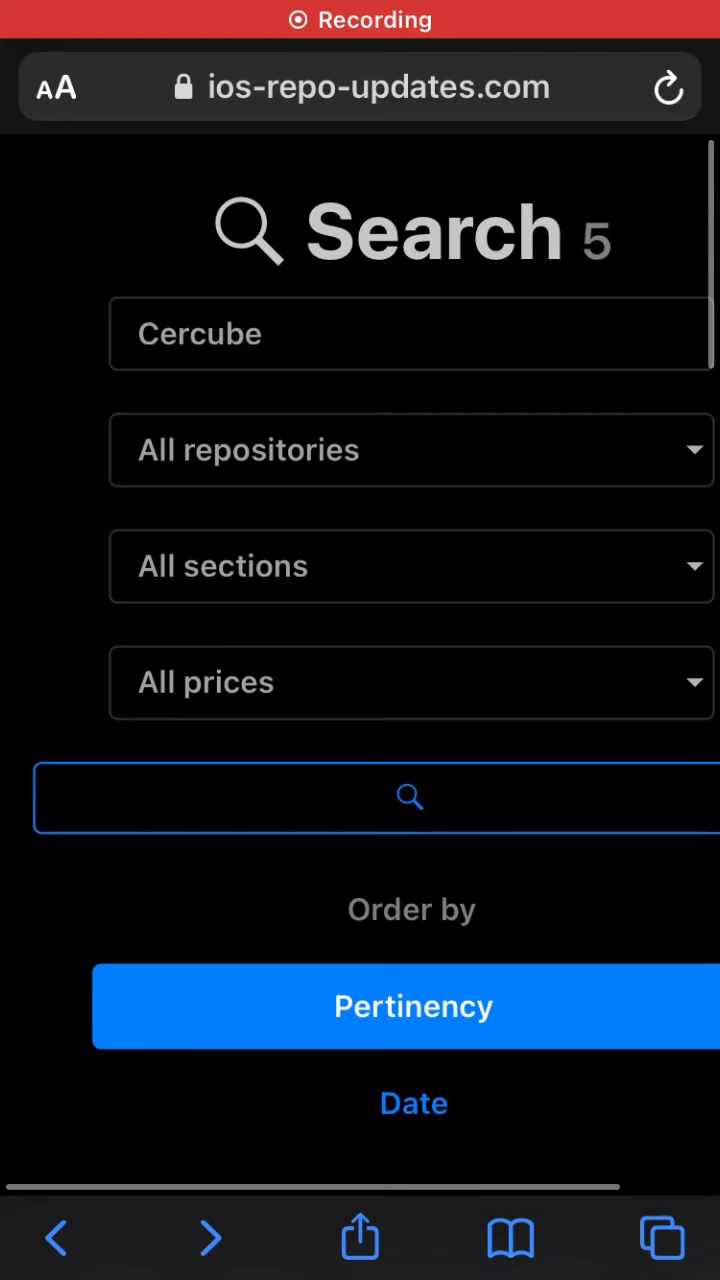 Recording
AA ios-repo-updates.com
Search 5
Cercube
All repositories
All sections
All prices
Order by
Pertinency
Date